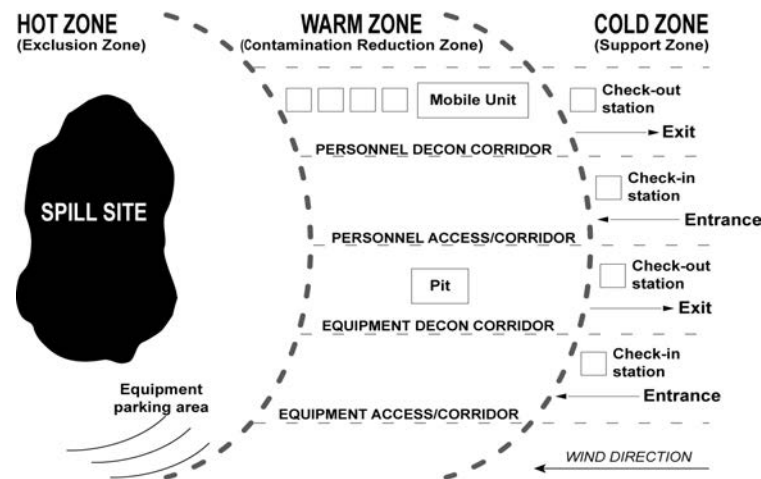 HOT ZONE
(Exclusion Zone)
WARM ZONE
(Contamination Reduction Zone)
COLD ZONE
(Support Zone)
Mobile Unit
Check-out
station
Exit
PERSONNEL DECON CORRIDOR
Check-in
station
SPILL SITE
Entrance
PERSONNEL ACCESS/CORRIDOR
Check-out
station
Pit
Exit
EQUIPMENT DECON CORRIDOR
Check-in
station
Equipment
parking area
Entrance
EQUIPMENT ACCESS/CORRIDOR
WIND DIRECTION